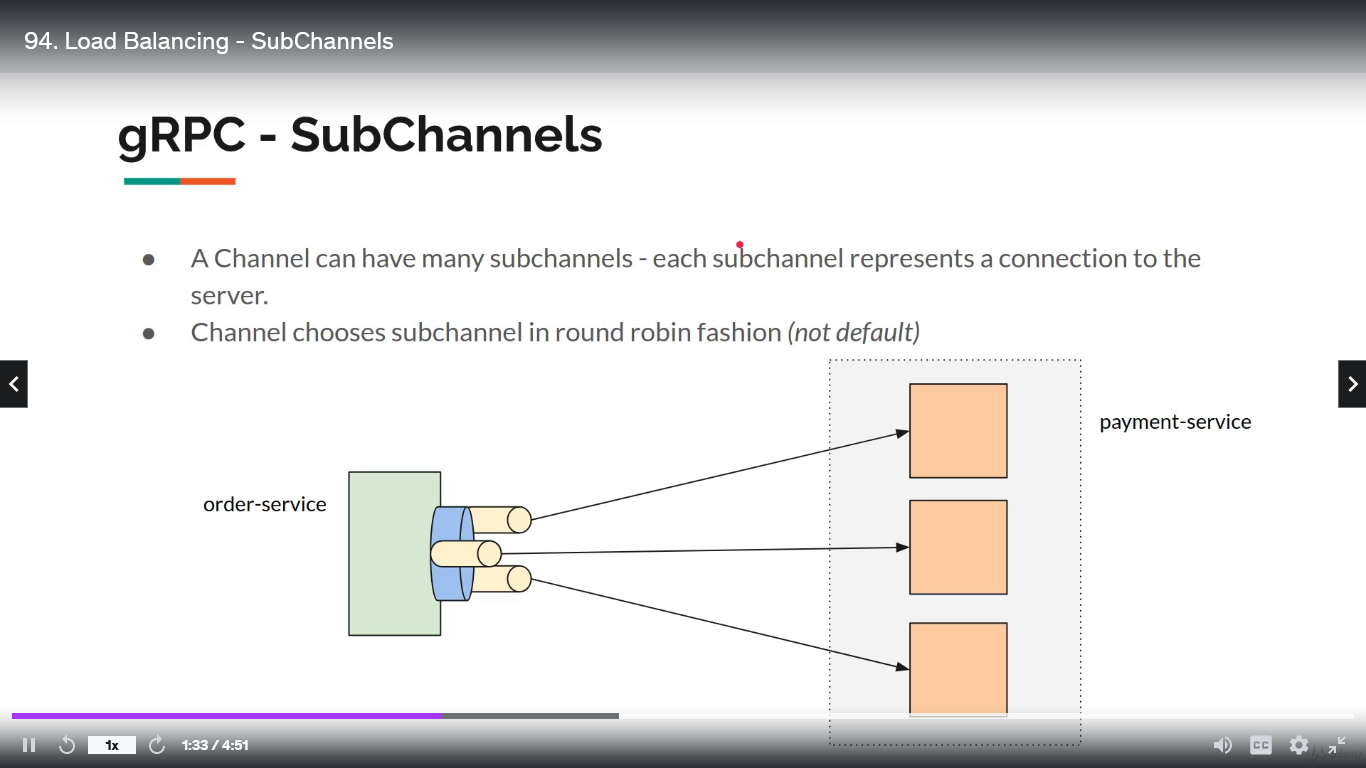 94. Load Balancing - SubChannels
gRPC - SubChannels
● A Channel can have many subchannels - each subchannel represents a connection to the
server.
● Channel chooses subchannel in round robin fashion (not default)
payment-service
order-service
1x
1:33 / 4:51
CC